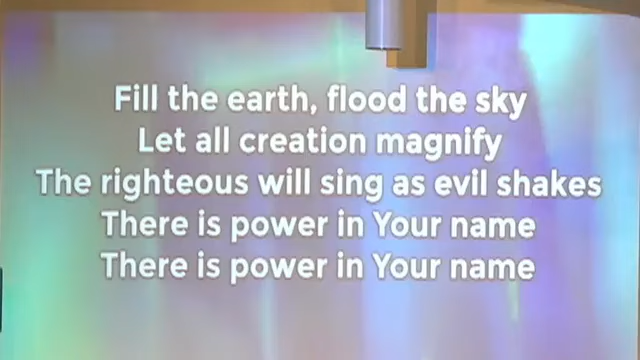 Fill the earth, flood the sky
Let all creation magnify
The righteous will sing as evil shakes
There is power in Your name
There is power in Your name